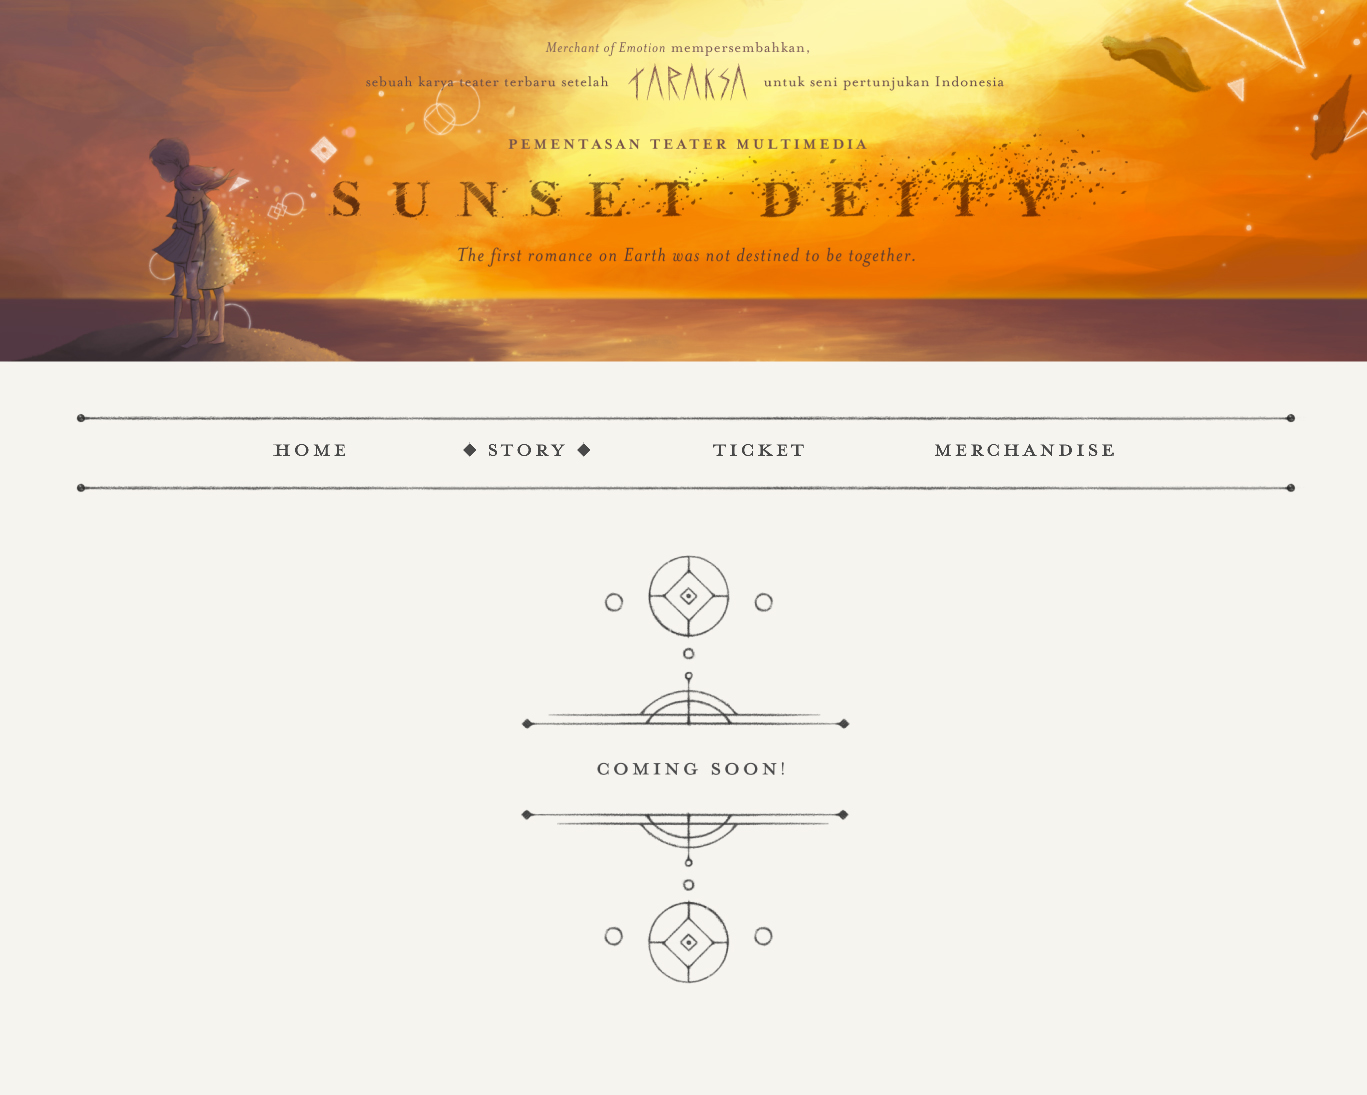 Merchant of Emotion mempersembahkan,
sebuah karya teater terbaru setelah TARAKSA untuk seni pertunjukan Indonesia
PEMENTASAN TEATER MULTIMEDIA
SUNSET DEITY
The first romance on Earth was not destined to be together.
HOME ◆ STORY ◆ TICKET MERCHANDISE
COMING SOON!